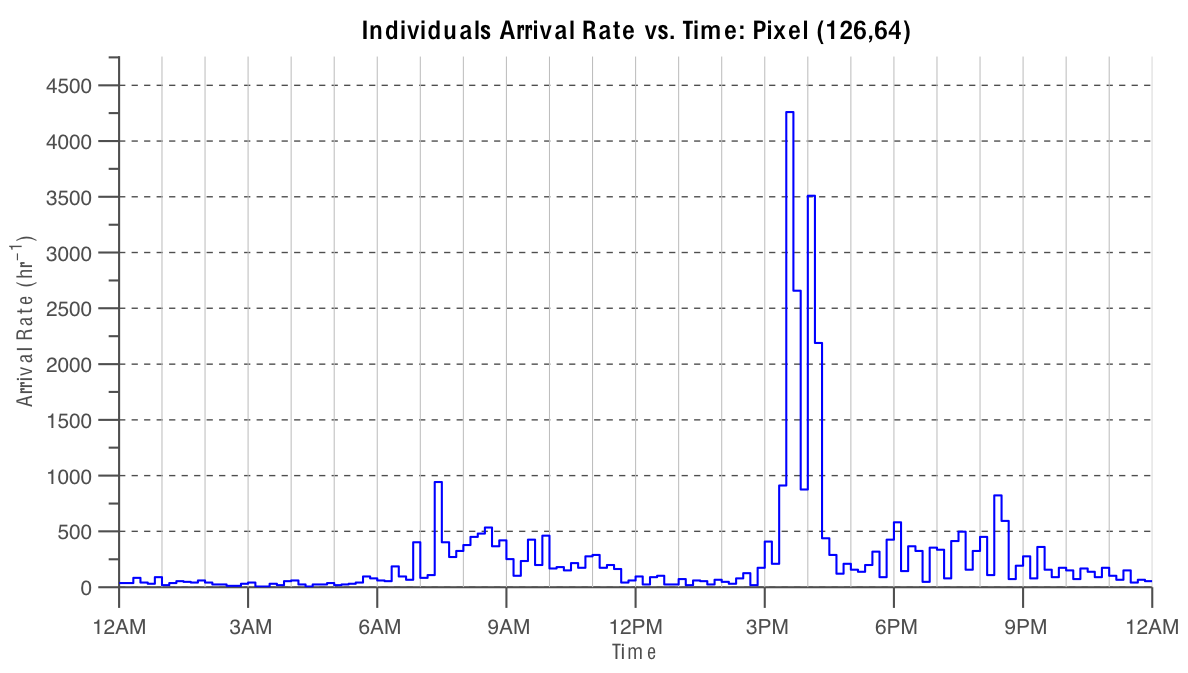 Individuals Arrival Rate vs. Time: Pixel (126,64)
4500
4000
3500
3000
2500
2000
1500
1000
500
0
Arrival Rate (hr⁻¹)
12AM 3AM 6AM 9AM 12PM 3PM 6PM 9PM 12AM
Time